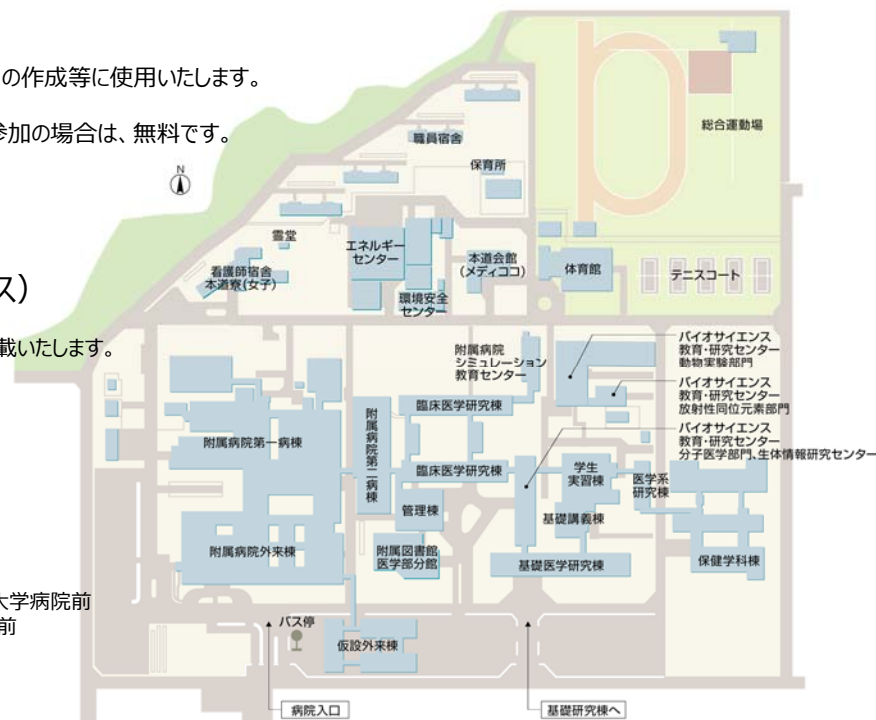 の作成等に使用いたします。
参加の場合は、無料です。
ス)
載いたします。
大学病院前
前
N
総合運動場
職員宿舎
保育所
霊堂
エネルギー
センター
本道会館
(メディココ)
体育館
テニスコート
看護師宿舎
本道寮(女子)
環境安全
センター
附属病院
シミュレーション
教育センター
バイオサイエンス
教育・研究センター
動物実験部門
バイオサイエンス
教育・研究センター
放射性同位元素部門
バイオサイエンス
教育・研究センター
分子医学部門、生体情報研究センター
附属病院第一病棟
附属病院第二病棟
臨床医学研究棟
臨床医学研究棟
学生
実習棟
医学系
研究棟
管理棟
基礎講義棟
附属病院外来棟
附属図書館
医学部分館
基礎医学研究棟
保健学科棟
バス停
仮設外来棟
病院入口
基礎研究棟へ